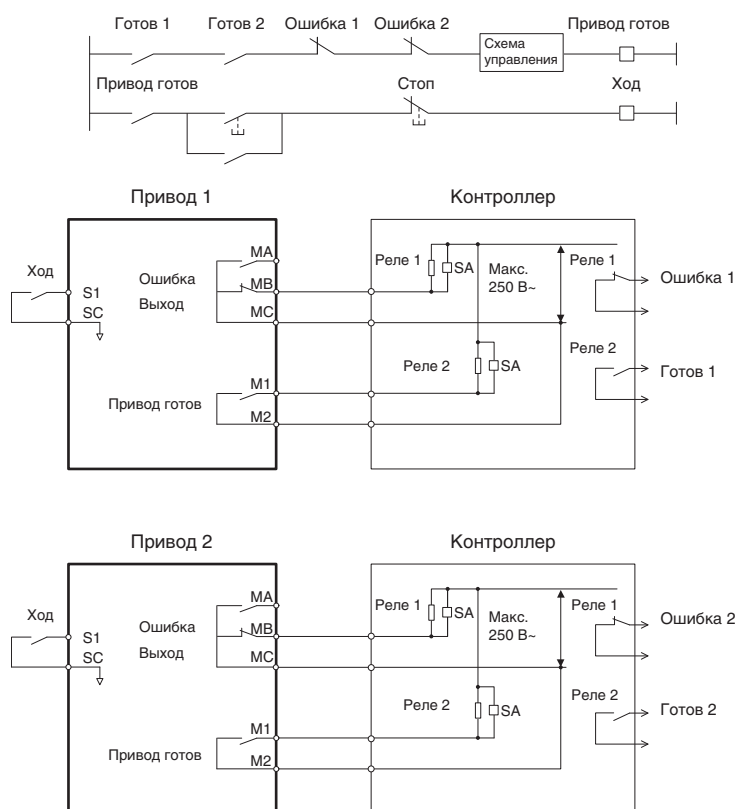 Готов 1 Готов 2 Ошибка 1 Ошибка 2 Привод готов
Схема
управления
Привод готов Стоп Ход
Привод 1 Контроллер
MA
Ход Ошибка MB Реле 1 SA Макс. Реле 1 Ошибка 1
S1 Выход 250 В~
SC MC
Реле 2
M1 Реле 2 SA Готов 1
Привод готов
M2
Привод 2 Контроллер
MA
Ход Ошибка MB Реле 1 SA Макс. Реле 1 Ошибка 2
S1 Выход 250 В~
SC MC
Реле 2
M1 Реле 2 SA Готов 2
Привод готов
M2